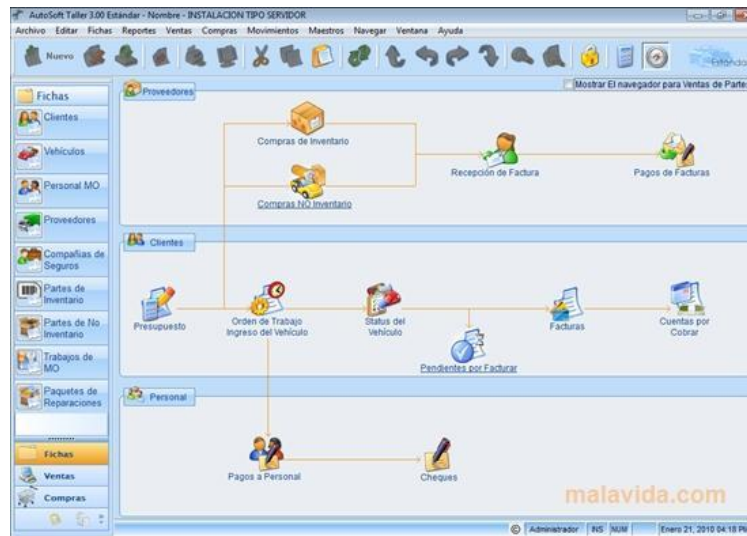 AutoSoft Taller 3.00 Estándar - Nombre - INSTALACION TIPO SERVIDOR
Archivo Editar Fichas Reportes Ventas Compras Movimientos Maestros Navegar Ventana Ayuda
Nuevo
Estánda
Mostrar El navegador para Ventas de Parte
Fichas
Clientes
Vehículos
Personal MO
Proveedores
Compañias de
Seguros
Partes de
Inventario
Partes de No
Inventario
Trabajos de
MO
Paquetes de
Reparaciones
Fichas
Ventas
Compras
Proveedores
Compras de Inventario
Compras NO Inventario
Recepción de Factura
Pagos de Facturas
Clientes
Presupuesto
Orden de Trabajo
Ingreso del Vehículo
Status del
Vehículo
Pendientes por Facturar
Facturas
Cuentas por
Cobrar
Personal
Pagos a Personal
Cheques
malavida.com
Administrador INS NUM Enero 21, 2010 04:18 PM